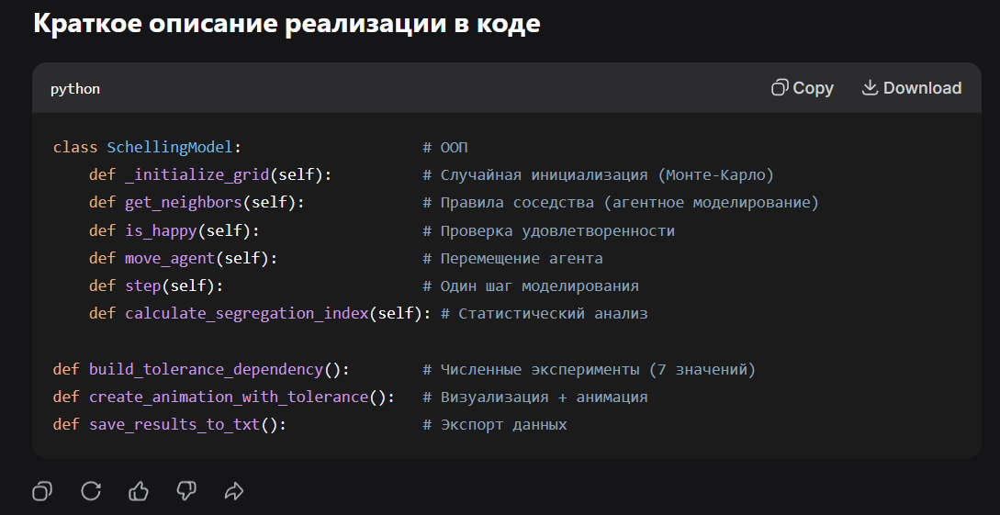 Краткое описание реализации в коде
python Copy Download
class SchellingModel: # ООП
    def _initialize_grid(self): # Случайная инициализация (Монте-Карло)
    def get_neighbors(self): # Правила соседства (агентное моделирование)
    def is_happy(self): # Проверка удовлетворенности
    def move_agent(self): # Перемещение агента
    def step(self): # Один шаг моделирования
    def calculate_segregation_index(self): # Статистический анализ
def build_tolerance_dependency(): # Численные эксперименты (7 значений)
def create_animation_with_tolerance(): # Визуализация + анимация
def save_results_to_txt(): # Экспорт данных